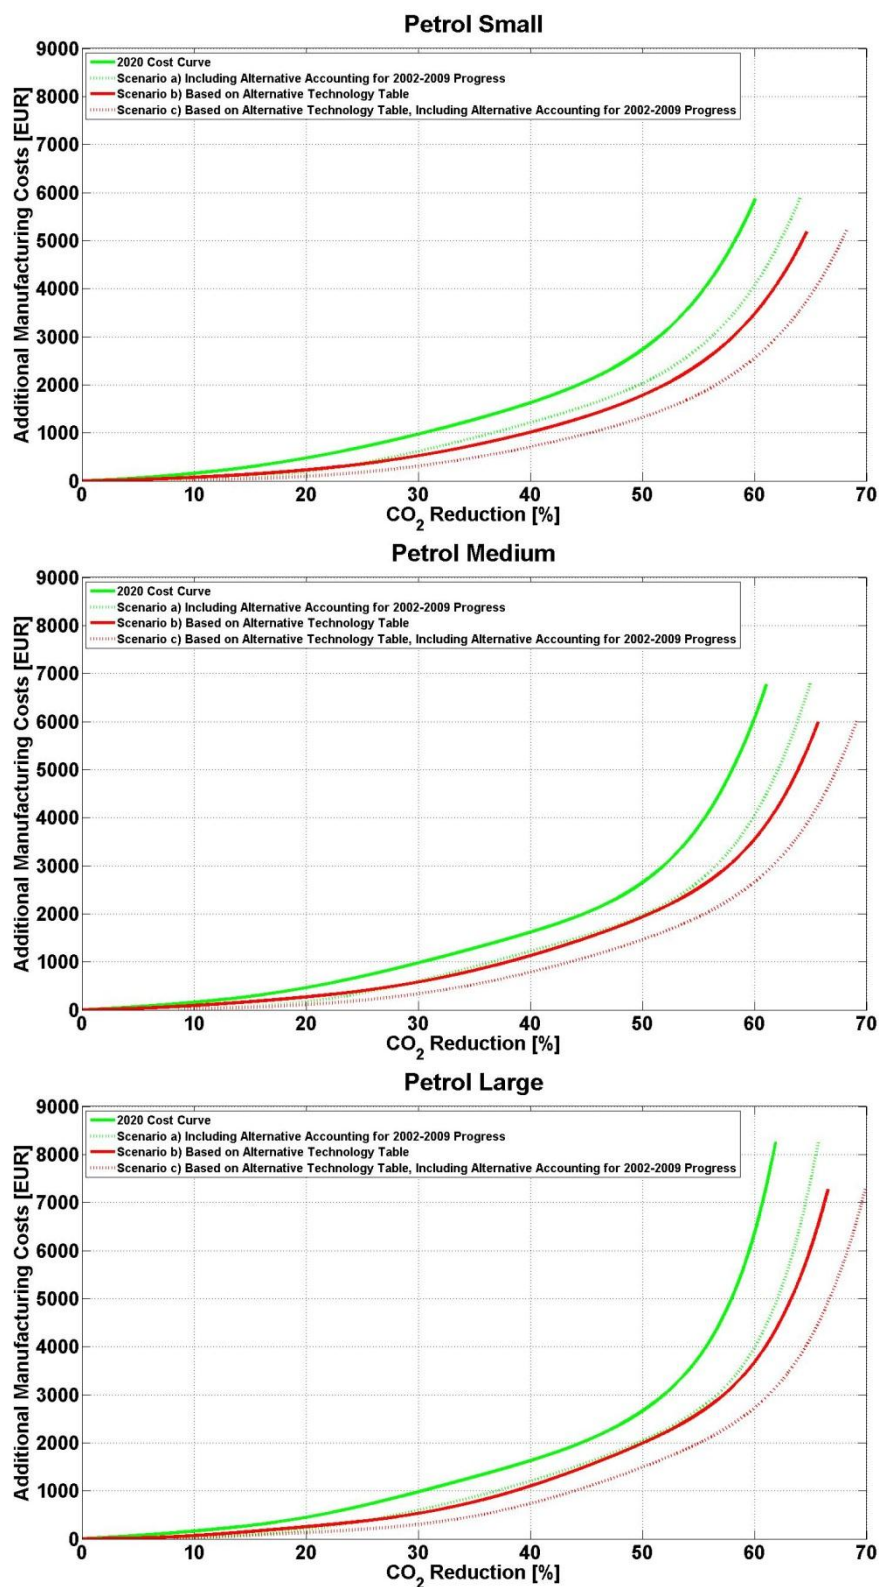 Petrol Small
9000
8000
7000
6000
5000
4000
3000
2000
1000
0
Additional Manufacturing Costs [EUR]
2020 Cost Curve
Scenario a) Including Alternative Accounting for 2002-2009 Progress
Scenario b) Based on Alternative Technology Table
Scenario c) Based on Alternative Technology Table, Including Alternative Accounting for 2002-2009 Progress
0 10 20 30 40 50 60 70
CO2 Reduction [%]
Petrol Medium
9000
8000
7000
6000
5000
4000
3000
2000
1000
0
Additional Manufacturing Costs [EUR]
2020 Cost Curve
Scenario a) Including Alternative Accounting for 2002-2009 Progress
Scenario b) Based on Alternative Technology Table
Scenario c) Based on Alternative Technology Table, Including Alternative Accounting for 2002-2009 Progress
0 10 20 30 40 50 60 70
CO2 Reduction [%]
Petrol Large
9000
8000
7000
6000
5000
4000
3000
2000
1000
0
Additional Manufacturing Costs [EUR]
2020 Cost Curve
Scenario a) Including Alternative Accounting for 2002-2009 Progress
Scenario b) Based on Alternative Technology Table
Scenario c) Based on Alternative Technology Table, Including Alternative Accounting for 2002-2009 Progress
0 10 20 30 40 50 60 70
CO2 Reduction [%]